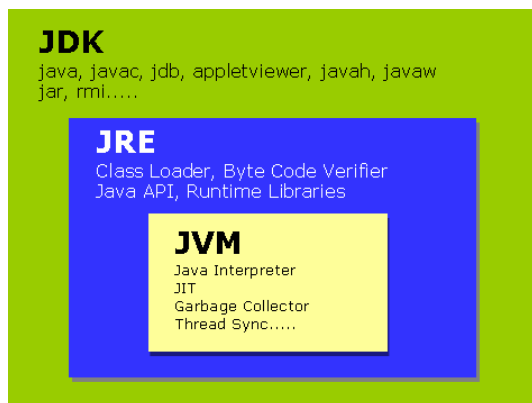 JDK
java, javac, jdb, appletviewer, javah, javaw
jar, rmi.....
JRE
Class Loader, Byte Code Verifier
Java API, Runtime Libraries
JVM
Java Interpreter
JIT
Garbage Collector
Thread Sync.....